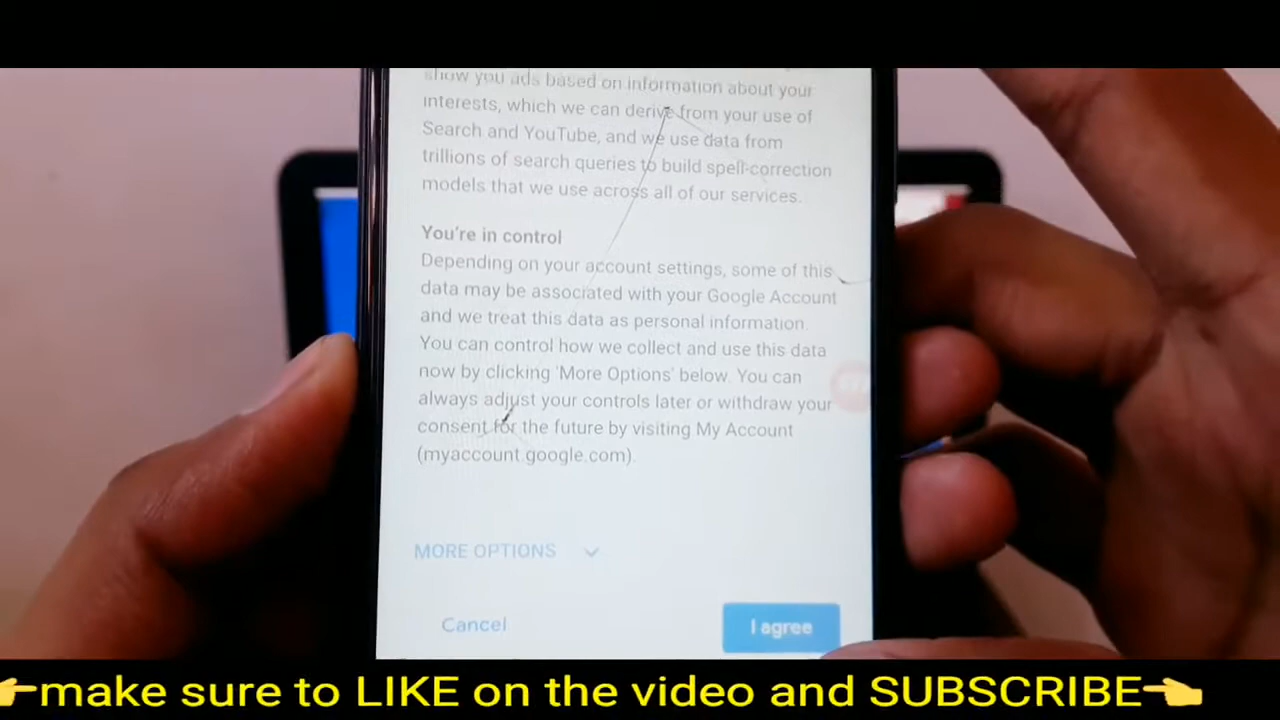 show you ads based on information about your
interests, which we can derive from your use of
Search and YouTube, and we use data from
trillions of search queries to build spell-correction
models that we use across all of our services.
You're in control
Depending on your account settings, some of this
data may be associated with your Google Account
and we treat this data as personal information.
You can control how we collect and use this data
now by clicking 'More Options' below. You can
always adjust your controls later or withdraw your
consent for the future by visiting My Account
(myaccount.google.com).
MORE OPTIONS
Cancel
I agree
👉make sure to LIKE on the video and SUBSCRIBE👈